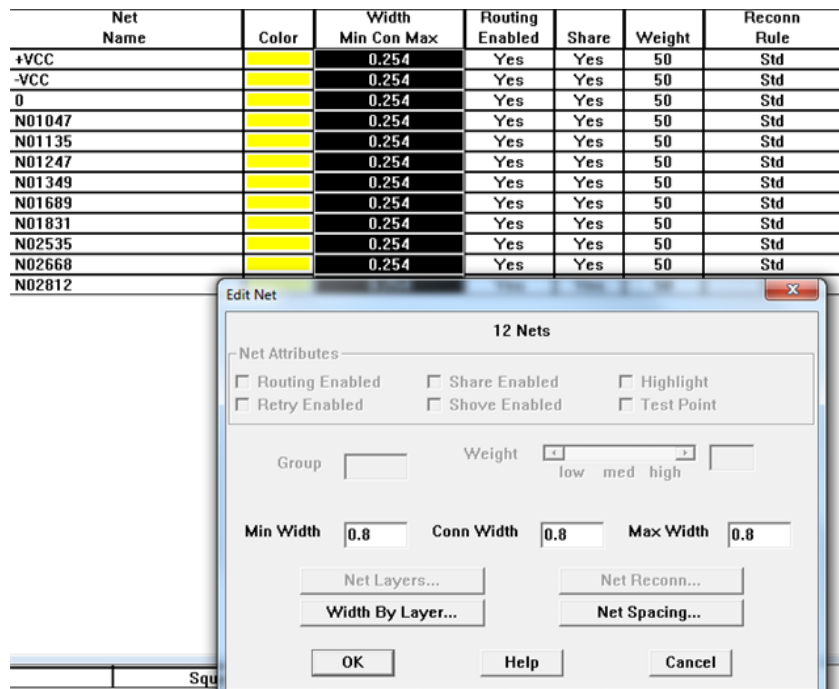 Net Name Color Width Min Con Max Routing Enabled Share Weight Reconn Rule
+VCC 0.254 Yes Yes 50 Std
-VCC 0.254 Yes Yes 50 Std
0 0.254 Yes Yes 50 Std
N01047 0.254 Yes Yes 50 Std
N01135 0.254 Yes Yes 50 Std
N01247 0.254 Yes Yes 50 Std
N01349 0.254 Yes Yes 50 Std
N01689 0.254 Yes Yes 50 Std
N01831 0.254 Yes Yes 50 Std
N02535 0.254 Yes Yes 50 Std
N02668 0.254 Yes Yes 50 Std
N02812
Edit Net
12 Nets
Net Attributes
Routing Enabled Share Enabled Highlight
Retry Enabled Shove Enabled Test Point
Group Weight
low med high
Min Width 0.8 Conn Width 0.8 Max Width 0.8
Net Layers... Net Reconn...
Width By Layer... Net Spacing...
OK Help Cancel
Squ